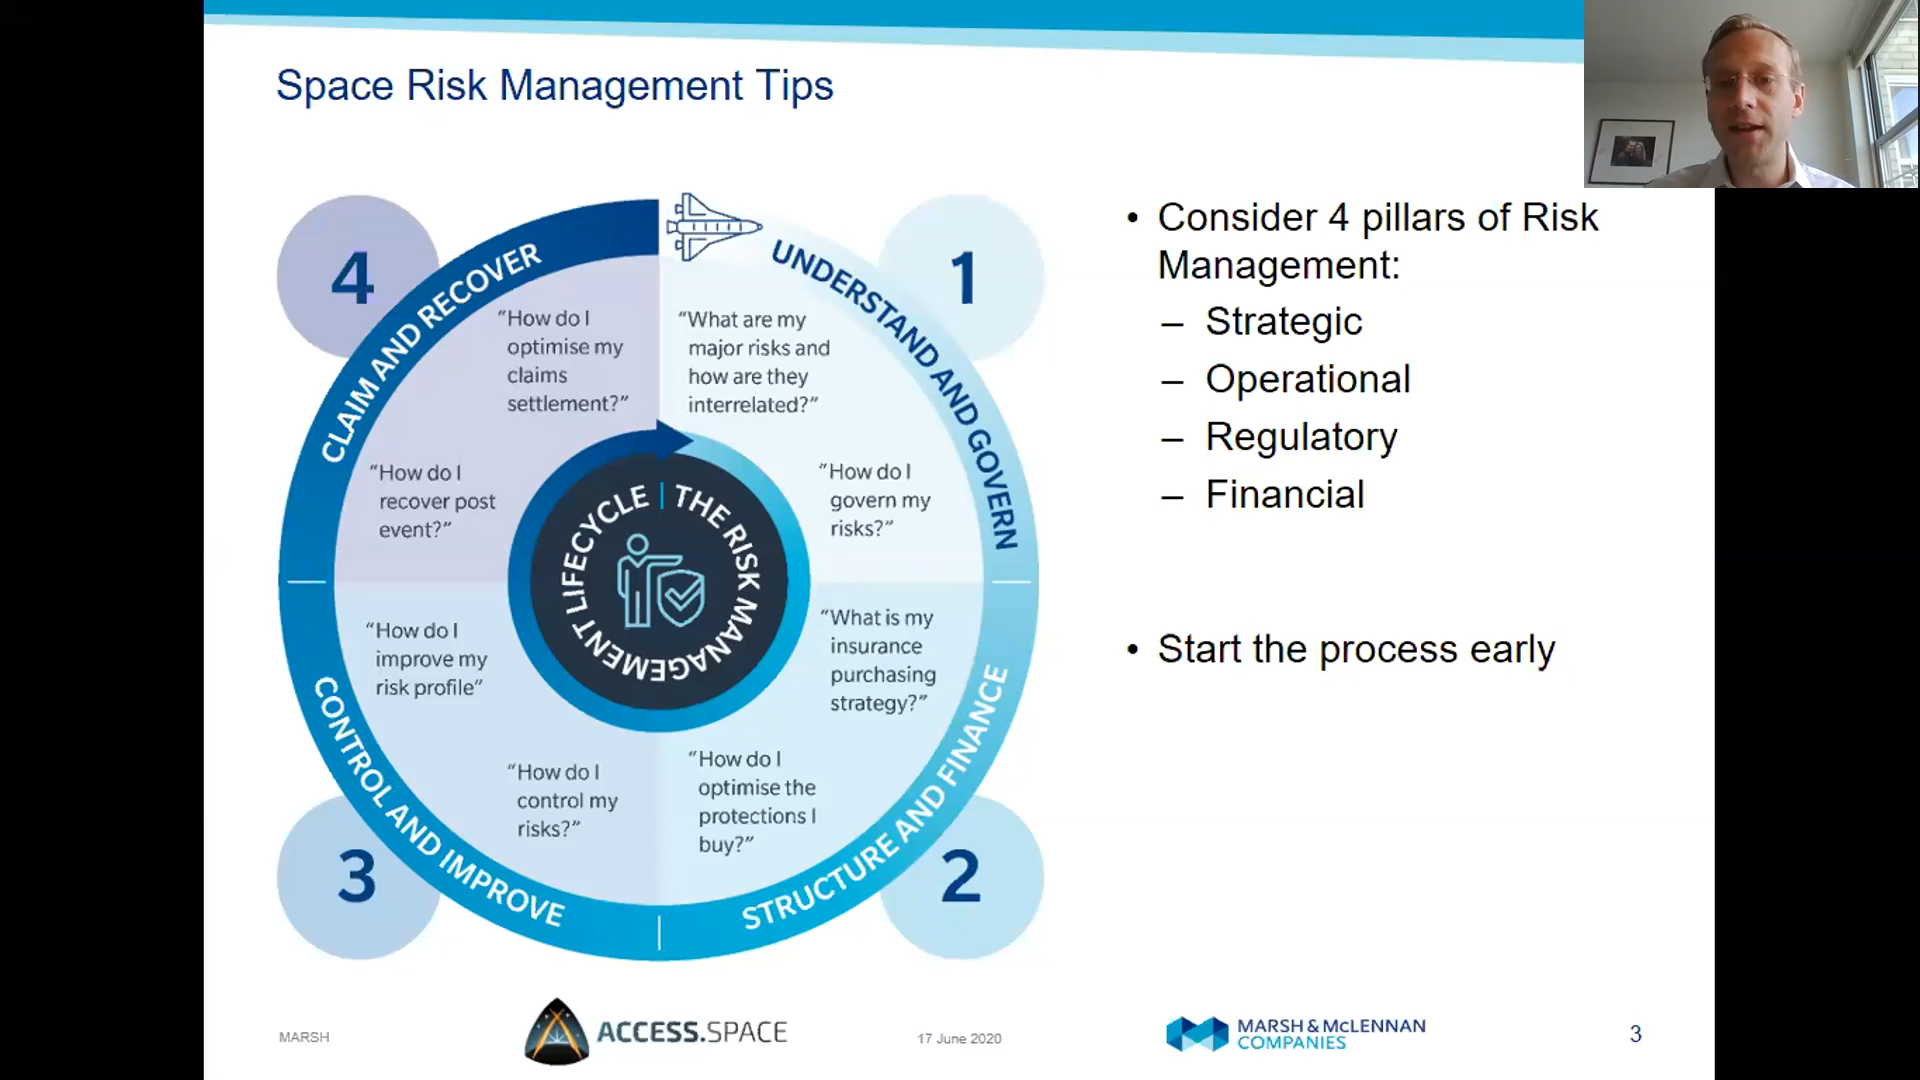 Space Risk Management Tips
4
CLAIM AND RECOVER
“How do I
optimise my
claims
settlement?”
“How do I
recover post
event?”
1
UNDERSTAND AND GOVERN
“What are my
major risks and
how are they
interrelated?”
“How do I
govern my
risks?”
THE RISK MANAGEMENT LIFECYCLE |
“What is my
insurance
purchasing
strategy?”
“How do I
optimise the
protections I
buy?”
STRUCTURE AND FINANCE
2
“How do I
improve my
risk profile”
“How do I
control my
risks?”
CONTROL AND IMPROVE
3
• Consider 4 pillars of Risk
Management:
– Strategic
– Operational
– Regulatory
– Financial
• Start the process early
MARSH
ACCESS.SPACE
17 June 2020
MARSH & McLENNAN
COMPANIES
3